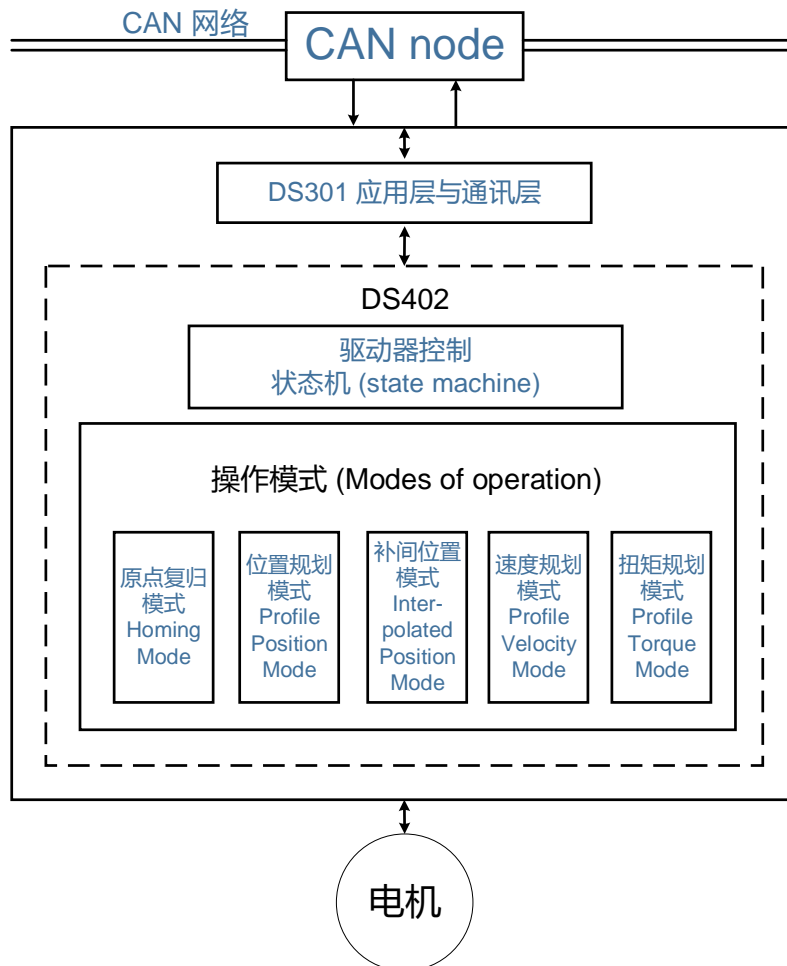 CAN 网络
CAN node
DS301 应用层与通讯层
DS402
驱动器控制
状态机 (state machine)
操作模式 (Modes of operation)
原点复归
模式
Homing
Mode
位置规划
模式
Profile
Position
Mode
补间位置
模式
Inter-
polated
Position
Mode
速度规划
模式
Profile
Velocity
Mode
扭矩规划
模式
Profile
Torque
Mode
电机